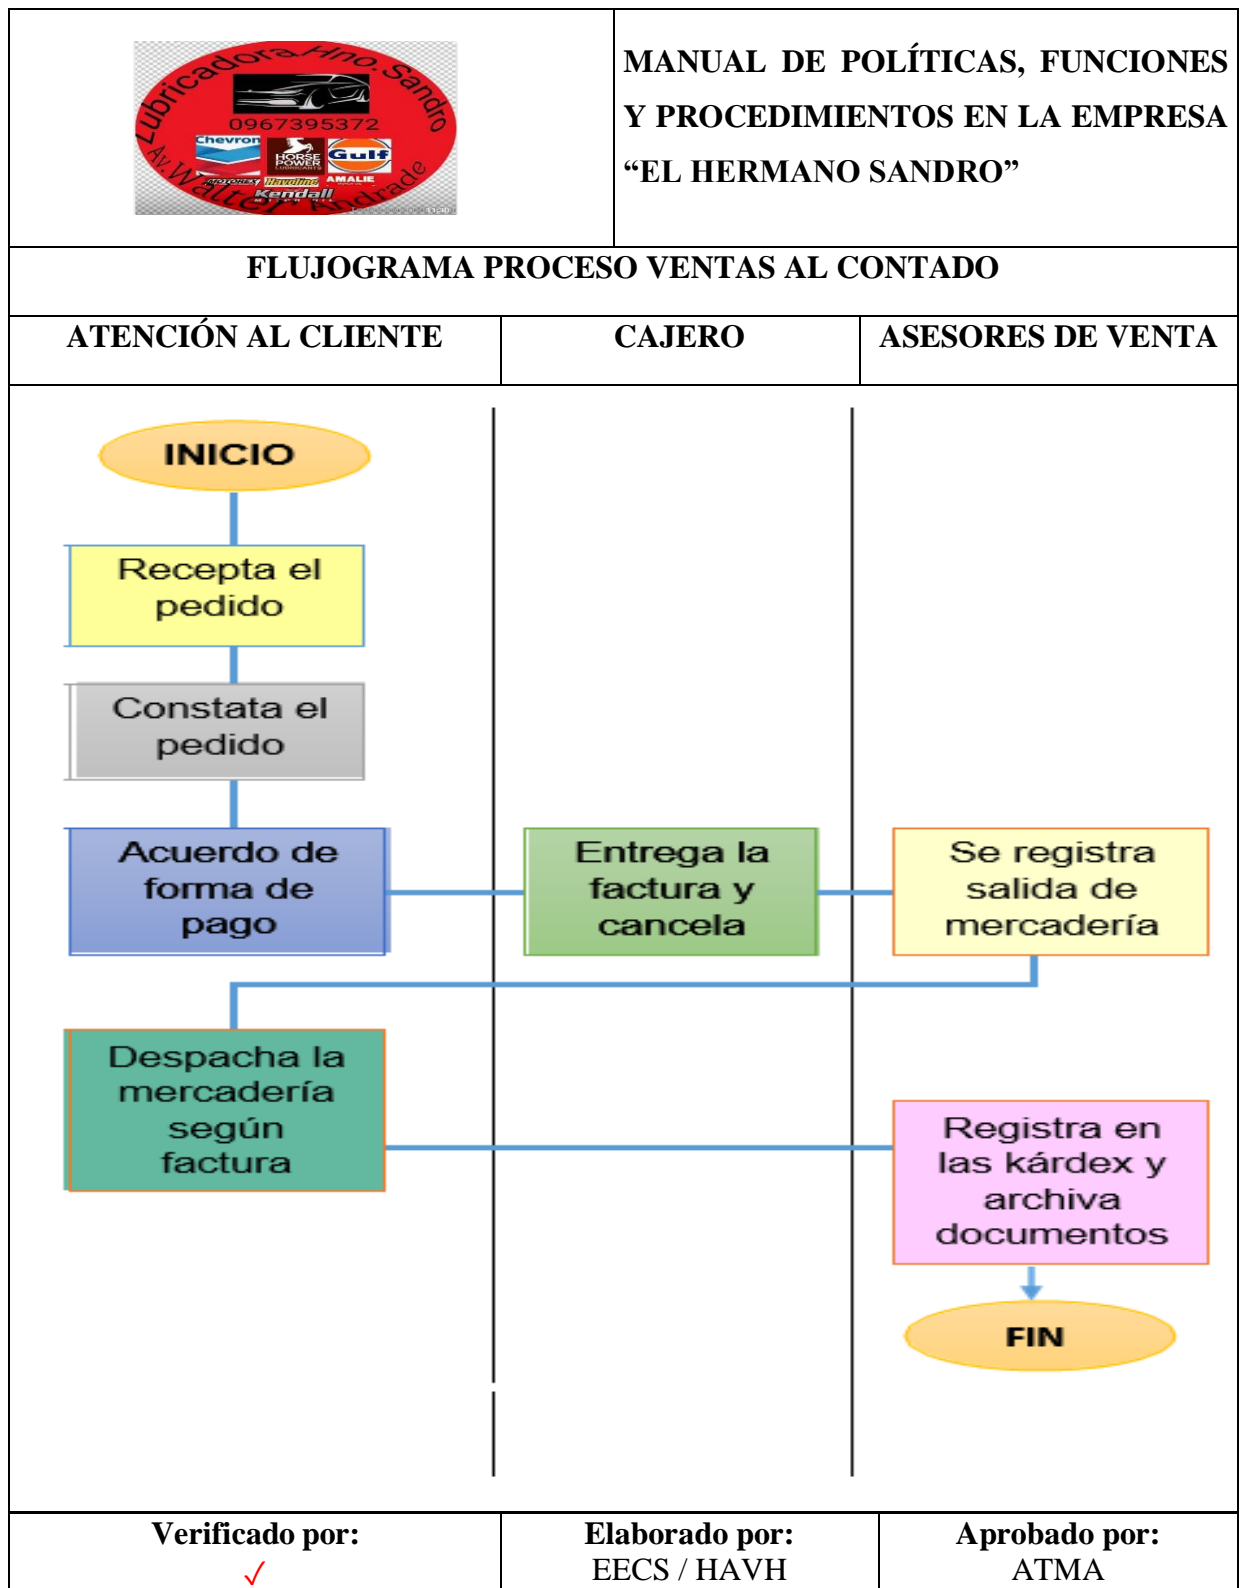 Lubricadora Hno. Sandro
0967395372
Chevron
HORSE
POWER
LUBRICANTS
Gulf
MOTOREX Havoline AMALIE
Kendall
MOTOR OIL
Av. Walter Andrade
MANUAL DE POLÍTICAS, FUNCIONES
Y PROCEDIMIENTOS EN LA EMPRESA
“EL HERMANO SANDRO”
FLUJOGRAMA PROCESO VENTAS AL CONTADO
ATENCIÓN AL CLIENTE
CAJERO
ASESORES DE VENTA
INICIO
Recepta el
pedido
Constata el
pedido
Acuerdo de
forma de
pago
Entrega la
factura y
cancela
Se registra
salida de
mercadería
Despacha la
mercadería
según
factura
Registra en
las kárdex y
archiva
documentos
FIN
Verificado por:
✓
Elaborado por:
EECS / HAVH
Aprobado por:
ATMA